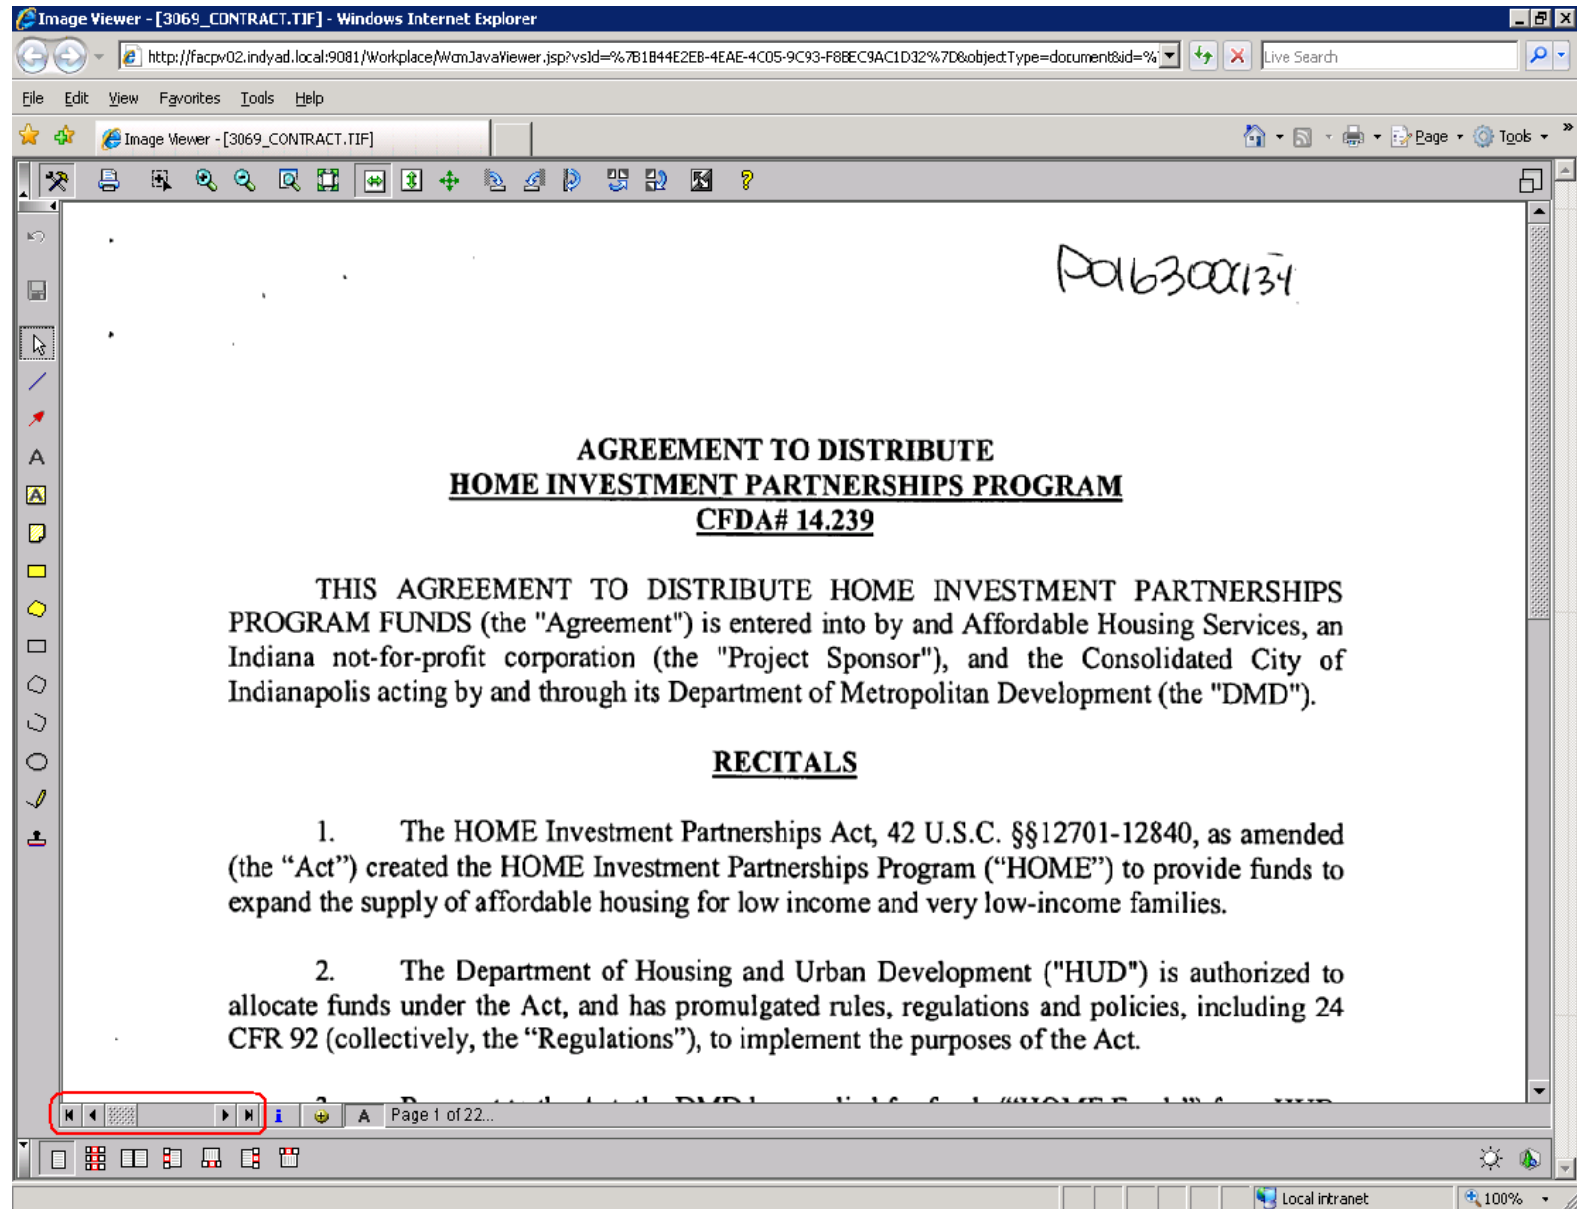 Image Viewer - [3069_CONTRACT.TIF] - Windows Internet Explorer
http://facpv02.indyad.local:9081/Workplace/WcmJavaViewer.jsp?vsId=%7B1B44E2EB-4EAE-4C05-9C93-F8BEC9AC1D32%7D&objectType=document&id=%
Live Search
File Edit View Favorites Tools Help
Image Viewer - [3069_CONTRACT.TIF]
Page Tools »
AGREEMENT TO DISTRIBUTE
HOME INVESTMENT PARTNERSHIPS PROGRAM
CFDA# 14.239
THIS AGREEMENT TO DISTRIBUTE HOME INVESTMENT PARTNERSHIPS
PROGRAM FUNDS (the "Agreement") is entered into by and Affordable Housing Services, an
Indiana not-for-profit corporation (the "Project Sponsor"), and the Consolidated City of
Indianapolis acting by and through its Department of Metropolitan Development (the "DMD").
RECITALS
1. The HOME Investment Partnerships Act, 42 U.S.C. §§12701-12840, as amended
(the “Act”) created the HOME Investment Partnerships Program (“HOME”) to provide funds to
expand the supply of affordable housing for low income and very low-income families.
2. The Department of Housing and Urban Development ("HUD") is authorized to
allocate funds under the Act, and has promulgated rules, regulations and policies, including 24
CFR 92 (collectively, the “Regulations”), to implement the purposes of the Act.
A Page 1 of 22...
Local intranet 100%